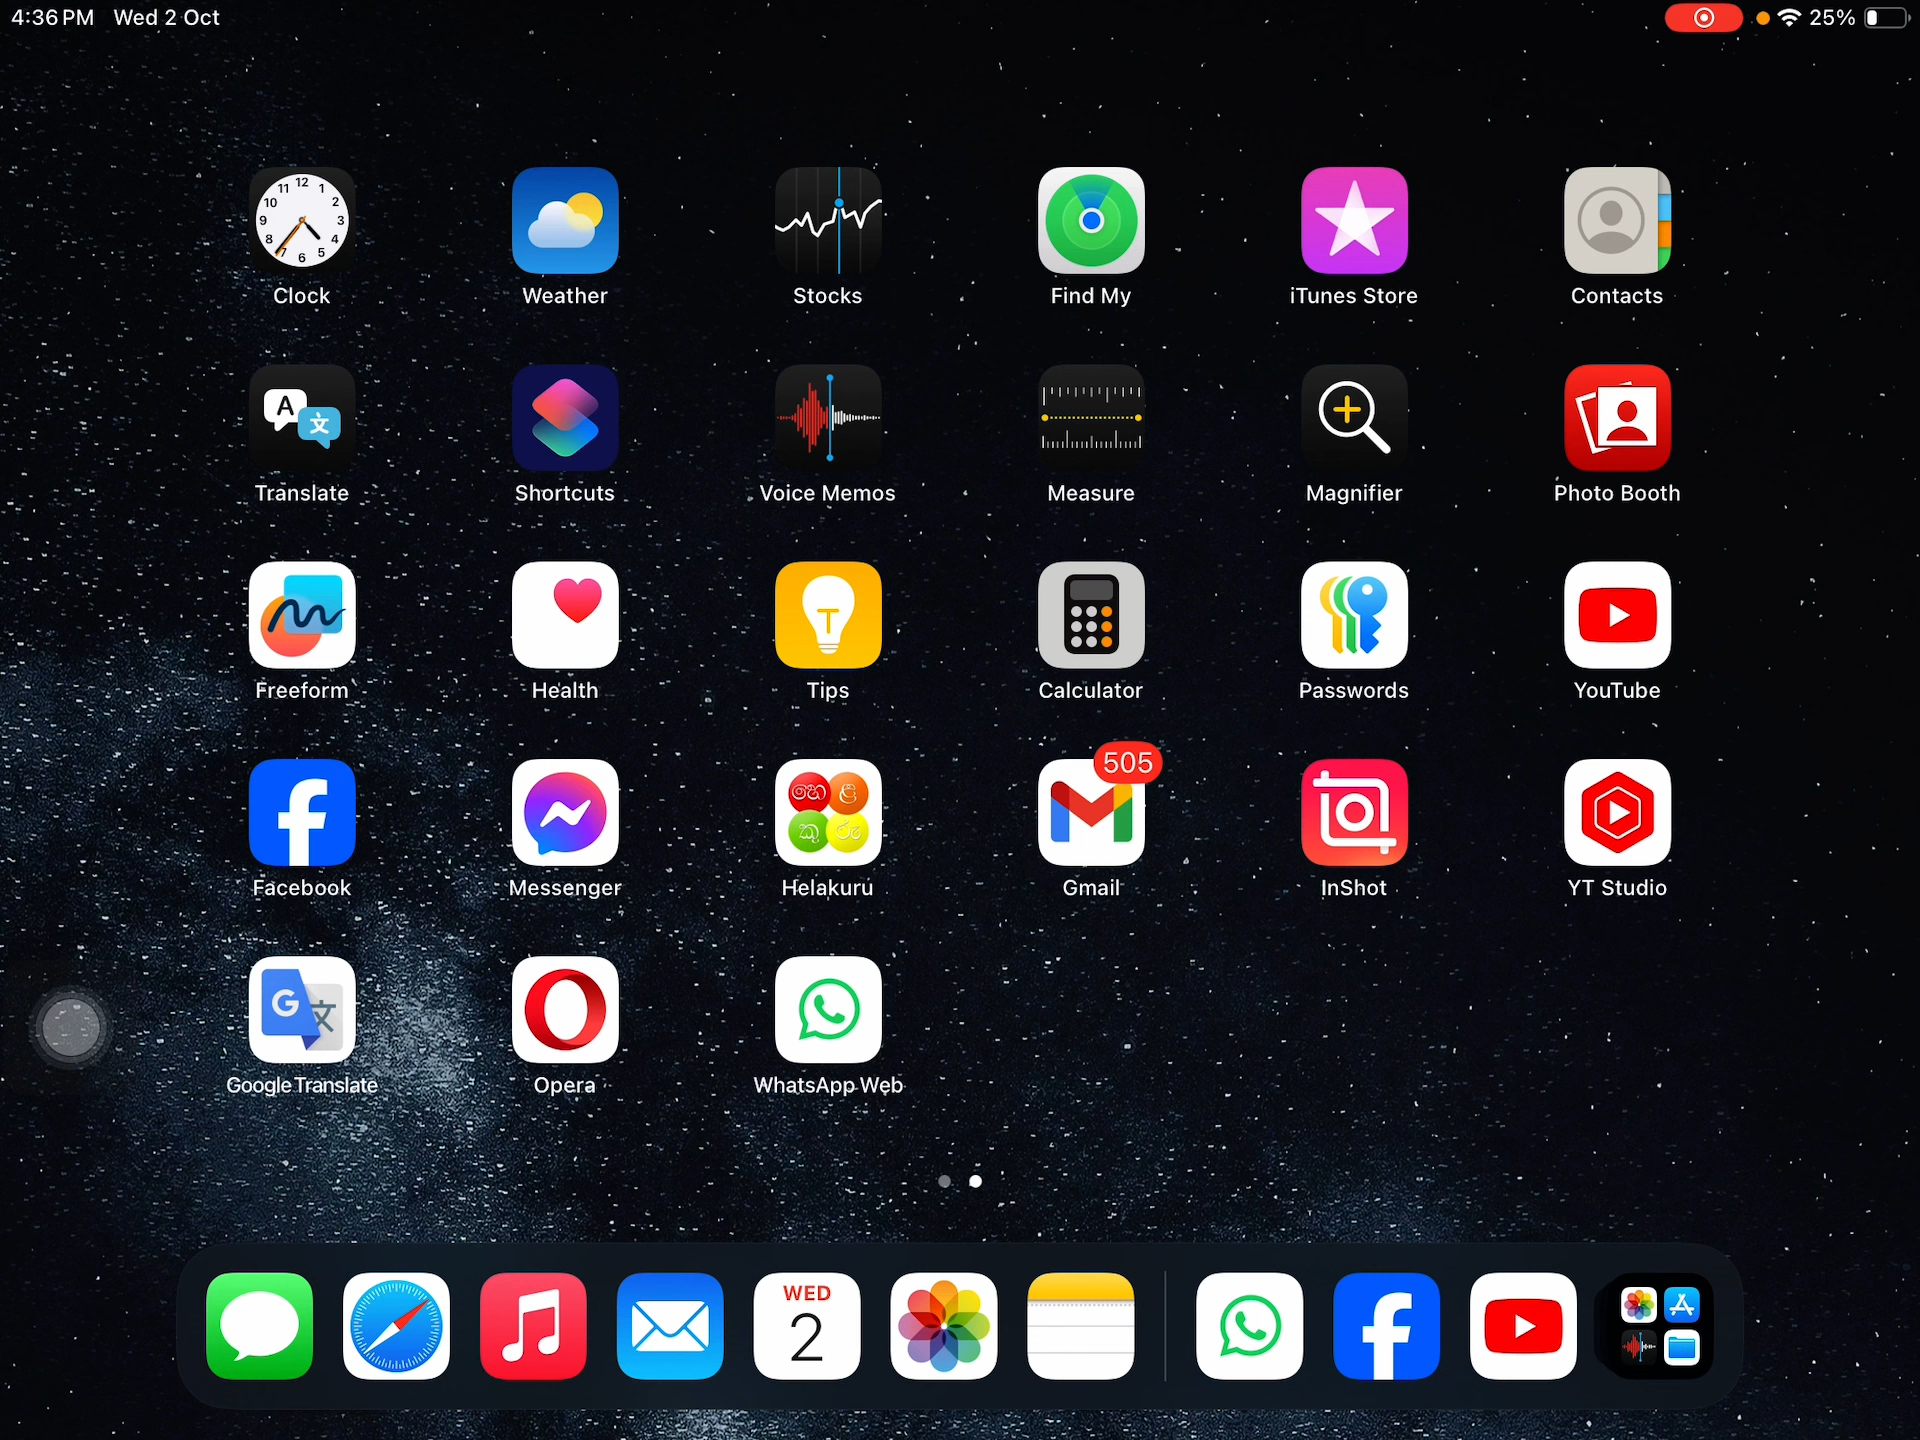 4:36 PM Wed 2 Oct
25%
Clock Weather Stocks Find My iTunes Store Contacts
Translate Shortcuts Voice Memos Measure Magnifier Photo Booth
Freeform Health Tips Calculator Passwords YouTube
505
Facebook Messenger Helakuru Gmail InShot YT Studio
Google Translate Opera WhatsApp Web
WED
2